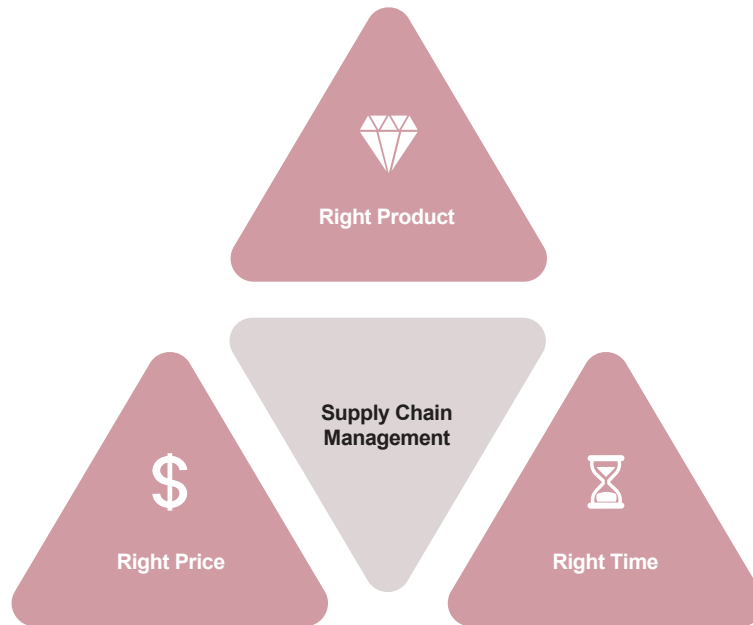 Right Product
Supply Chain
Management
$
Right Price
Right Time